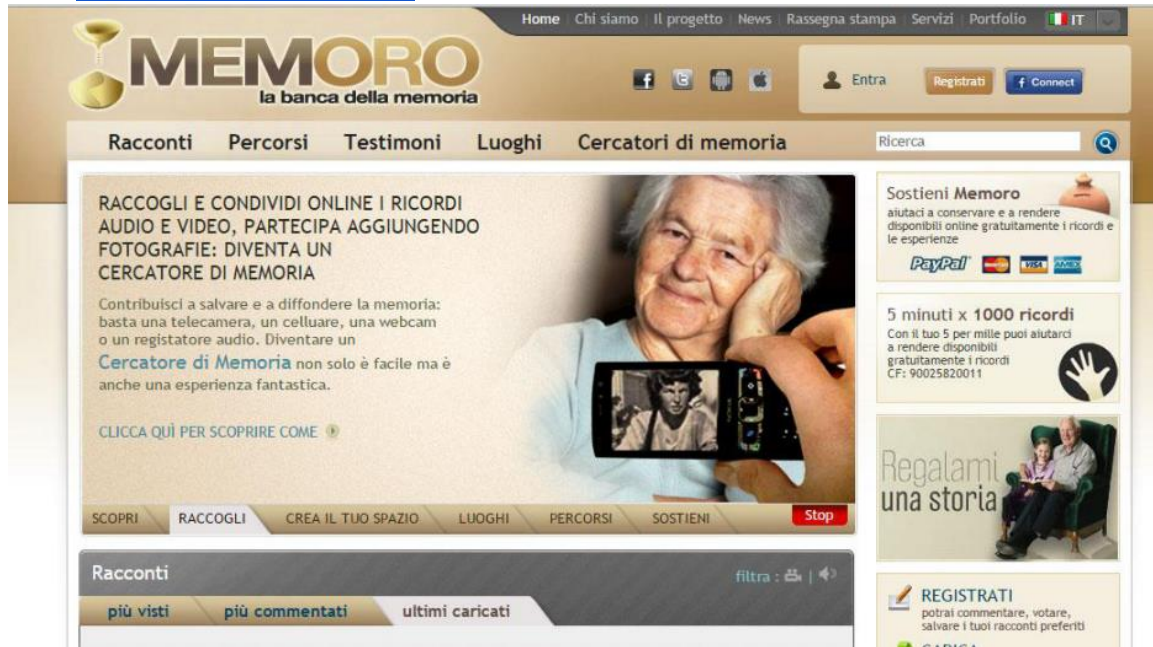 Home Chi siamo Il progetto News Rassegna stampa Servizi Portfolio IT
MEMORO
la banca della memoria
Entra Registrati f Connect
Racconti Percorsi Testimoni Luoghi Cercatori di memoria Ricerca
RACCOGLI E CONDIVIDI ONLINE I RICORDI
AUDIO E VIDEO, PARTECIPA AGGIUNGENDO
FOTOGRAFIE: DIVENTA UN
CERCATORE DI MEMORIA
Contribuisci a salvare e a diffondere la memoria:
basta una telecamera, un celluare, una webcam
o un registatore audio. Diventare un
Cercatore di Memoria non solo è facile ma è
anche una esperienza fantastica.
CLICCA QUÌ PER SCOPRIRE COME
NOKIA
SCOPRI RACCOGLI CREA IL TUO SPAZIO LUOGHI PERCORSI SOSTIENI Stop
Sostieni Memoro
aiutaci a conservare e a rendere
disponibili online gratuitamente i ricordi e
le esperienze
PayPal MasterCard VISA AMEX
5 minuti x 1000 ricordi
Con il tuo 5 per mille puoi aiutarci
a rendere disponibili
gratuitamente i ricordi
CF: 90025820011
Regalami
una storia
Racconti filtra : |
più visti più commentati ultimi caricati
REGISTRATI
potrai commentare, votare,
salvare i tuoi racconti preferiti